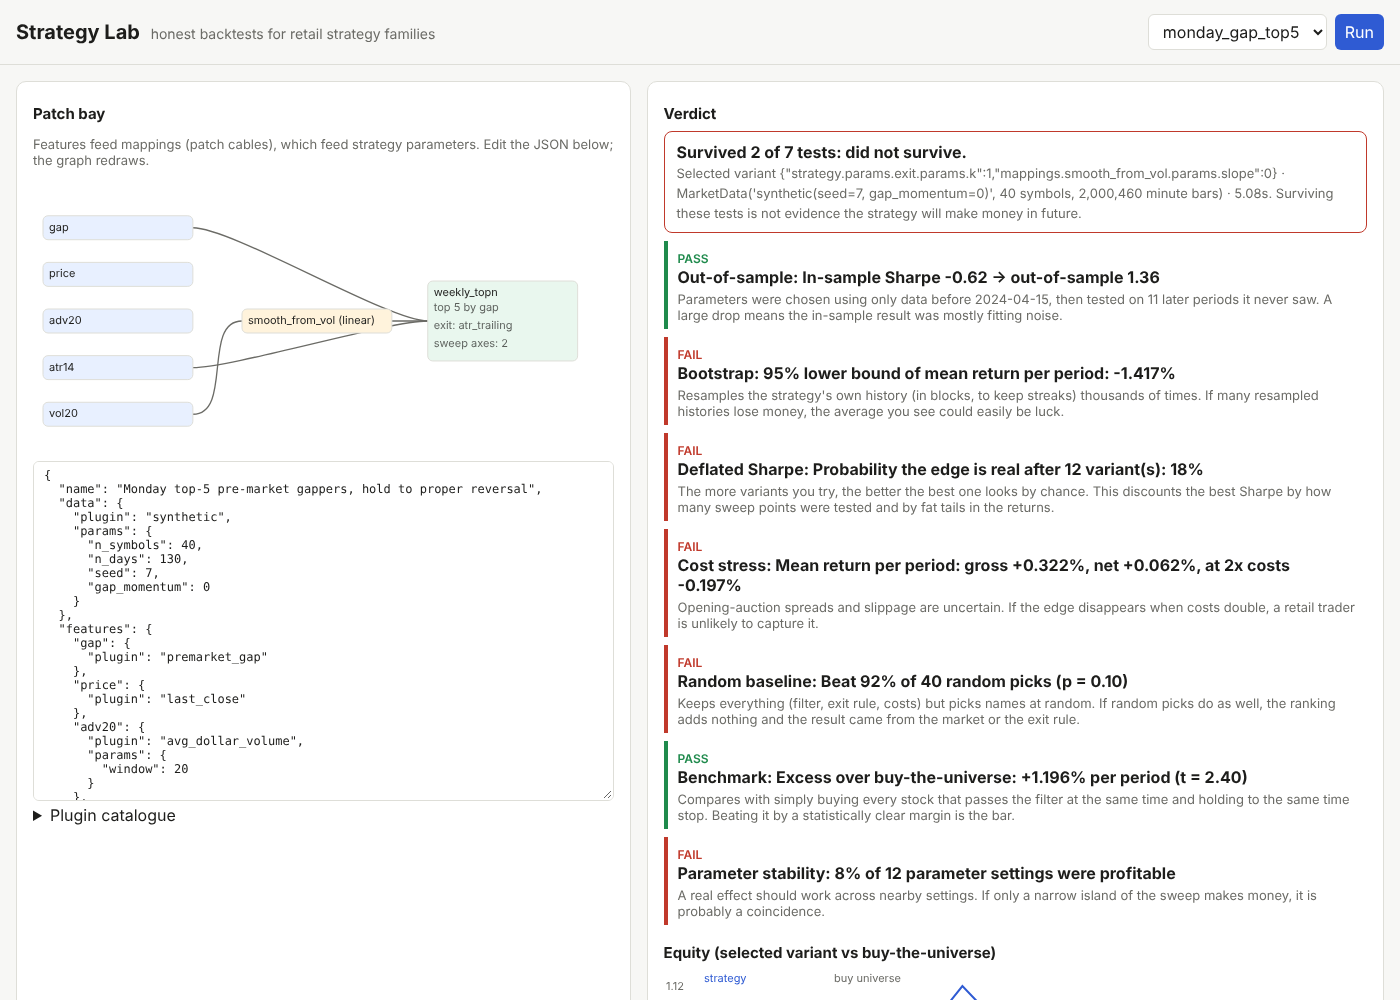 Strategy Lab honest backtests for retail strategy families
monday_gap_top5
Run
Patch bay
Features feed mappings (patch cables), which feed strategy parameters. Edit the JSON below;
the graph redraws.
gap
price
adv20
atr14
vol20
smooth_from_vol (linear)
weekly_topn
top 5 by gap
exit: atr_trailing
sweep axes: 2
{
  "name": "Monday top-5 pre-market gappers, hold to proper reversal",
  "data": {
    "plugin": "synthetic",
    "params": {
      "n_symbols": 40,
      "n_days": 130,
      "seed": 7,
      "gap_momentum": 0
    }
  },
  "features": {
    "gap": {
      "plugin": "premarket_gap"
    },
    "price": {
      "plugin": "last_close"
    },
    "adv20": {
      "plugin": "avg_dollar_volume",
      "params": {
        "window": 20
      }
    },
▶ Plugin catalogue
Verdict
Survived 2 of 7 tests: did not survive.
Selected variant {"strategy.params.exit.params.k":1,"mappings.smooth_from_vol.params.slope":0} ·
MarketData('synthetic(seed=7, gap_momentum=0)', 40 symbols, 2,000,460 minute bars) · 5.08s. Surviving
these tests is not evidence the strategy will make money in future.
PASS
Out-of-sample: In-sample Sharpe -0.62 → out-of-sample 1.36
Parameters were chosen using only data before 2024-04-15, then tested on 11 later periods it never saw. A
large drop means the in-sample result was mostly fitting noise.
FAIL
Bootstrap: 95% lower bound of mean return per period: -1.417%
Resamples the strategy's own history (in blocks, to keep streaks) thousands of times. If many resampled
histories lose money, the average you see could easily be luck.
FAIL
Deflated Sharpe: Probability the edge is real after 12 variant(s): 18%
The more variants you try, the better the best one looks by chance. This discounts the best Sharpe by how
many sweep points were tested and by fat tails in the returns.
FAIL
Cost stress: Mean return per period: gross +0.322%, net +0.062%, at 2x costs
-0.197%
Opening-auction spreads and slippage are uncertain. If the edge disappears when costs double, a retail trader
is unlikely to capture it.
FAIL
Random baseline: Beat 92% of 40 random picks (p = 0.10)
Keeps everything (filter, exit rule, costs) but picks names at random. If random picks do as well, the ranking
adds nothing and the result came from the market or the exit rule.
PASS
Benchmark: Excess over buy-the-universe: +1.196% per period (t = 2.40)
Compares with simply buying every stock that passes the filter at the same time and holding to the same time
stop. Beating it by a statistically clear margin is the bar.
FAIL
Parameter stability: 8% of 12 parameter settings were profitable
A real effect should work across nearby settings. If only a narrow island of the sweep makes money, it is
probably a coincidence.
Equity (selected variant vs buy-the-universe)
strategy buy universe
1.12